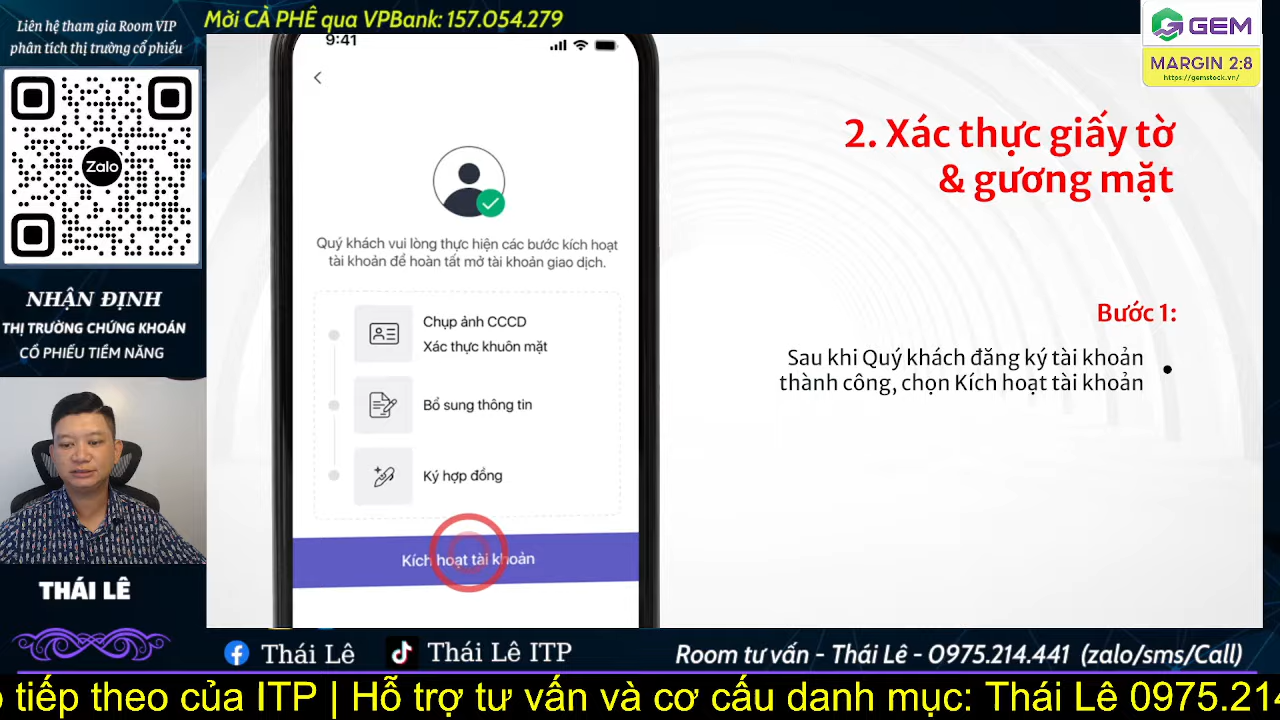 Liên hệ tham gia Room VIP
phân tích thị trường cổ phiếu
Mời CÀ PHÊ qua VPBank: 157.054.279
GEM
MARGIN 2:8
https://gemstock.vn/
Zalo
NHẬN ĐỊNH
THỊ TRƯỜNG CHỨNG KHOÁN
CỔ PHIẾU TIỀM NĂNG
THÁI LÊ
9:41
Quý khách vui lòng thực hiện các bước kích hoạt
tài khoản để hoàn tất mở tài khoản giao dịch.
Chụp ảnh CCCD
Xác thực khuôn mặt
Bổ sung thông tin
Ký hợp đồng
Kích hoạt tài khoản
2. Xác thực giấy tờ
& gương mặt
Bước 1:
Sau khi Quý khách đăng ký tài khoản
thành công, chọn Kích hoạt tài khoản
Thái Lê
Thái Lê ITP
Room tư vấn - Thái Lê - 0975.214.441 (zalo/sms/Call)
tiếp theo của ITP | Hỗ trợ tư vấn và cơ cấu danh mục: Thái Lê 0975.214